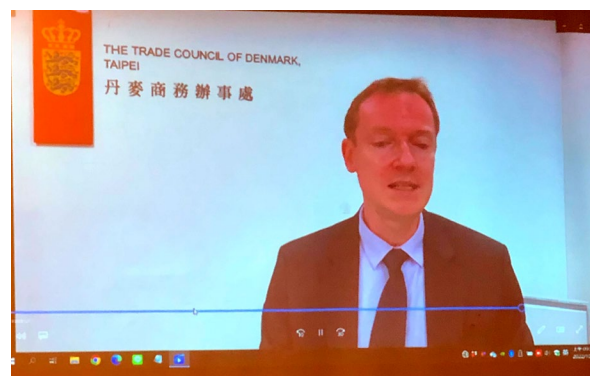 THE TRADE COUNCIL OF DENMARK,
TAIPEI
丹麥商務辦事處